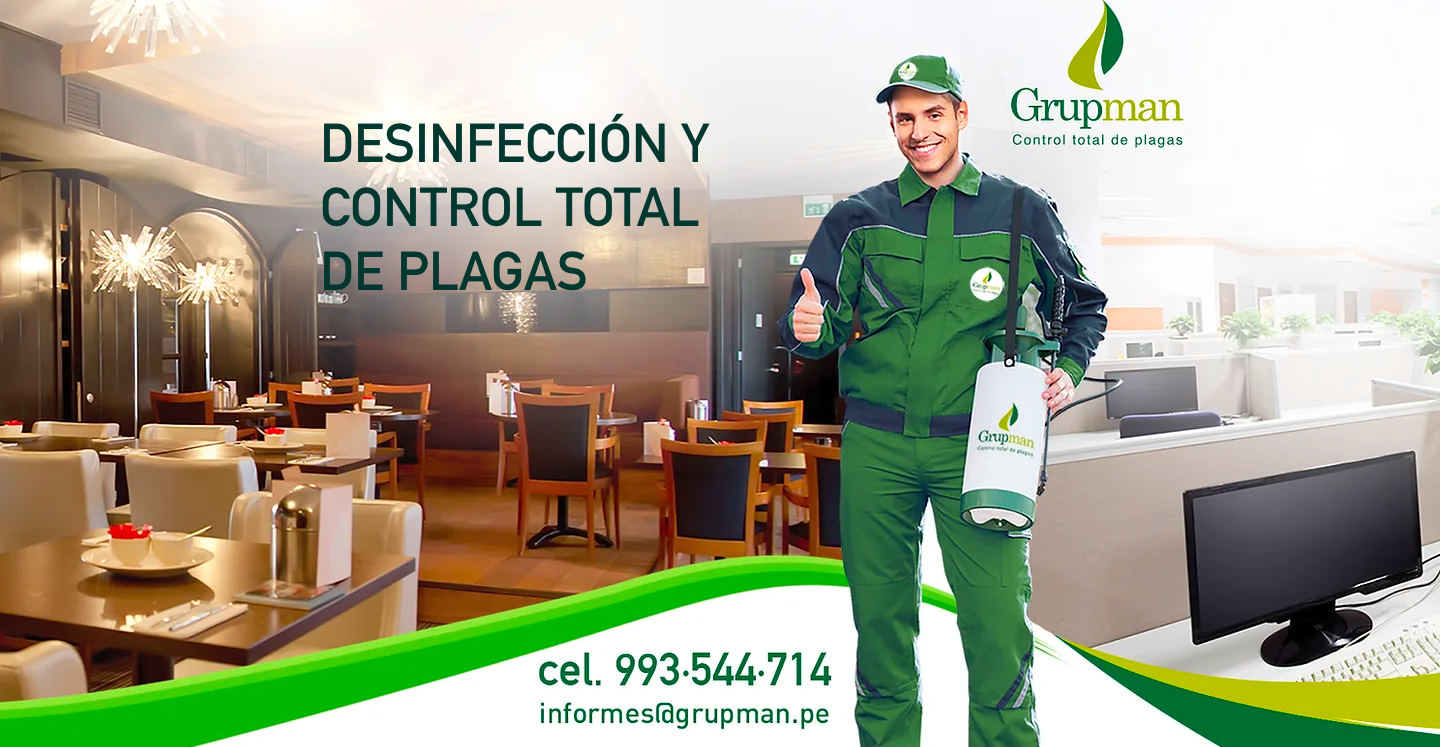 DESINFECCIÓN Y
CONTROL TOTAL
DE PLAGAS
Grupman
Control total de plagas
Grupman
Grupman
Control total de plagas
cel. 993·544·714
informes@grupman.pe